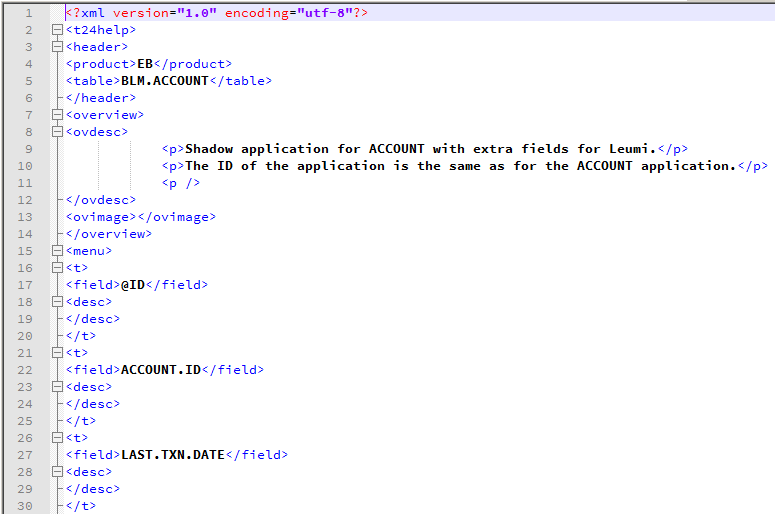 1 <?xml version="1.0" encoding="utf-8"?>
2 <t24help>
3 <header>
4 <product>EB</product>
5 <table>BLM.ACCOUNT</table>
6 </header>
7 <overview>
8 <ovdesc>
9 <p>Shadow application for ACCOUNT with extra fields for Leumi.</p>
10 <p>The ID of the application is the same as for the ACCOUNT application.</p>
11 <p />
12 </ovdesc>
13 <ovimage></ovimage>
14 </overview>
15 <menu>
16 <t>
17 <field>@ID</field>
18 <desc>
19 </desc>
20 </t>
21 <t>
22 <field>ACCOUNT.ID</field>
23 <desc>
24 </desc>
25 </t>
26 <t>
27 <field>LAST.TXN.DATE</field>
28 <desc>
29 </desc>
30 </t>